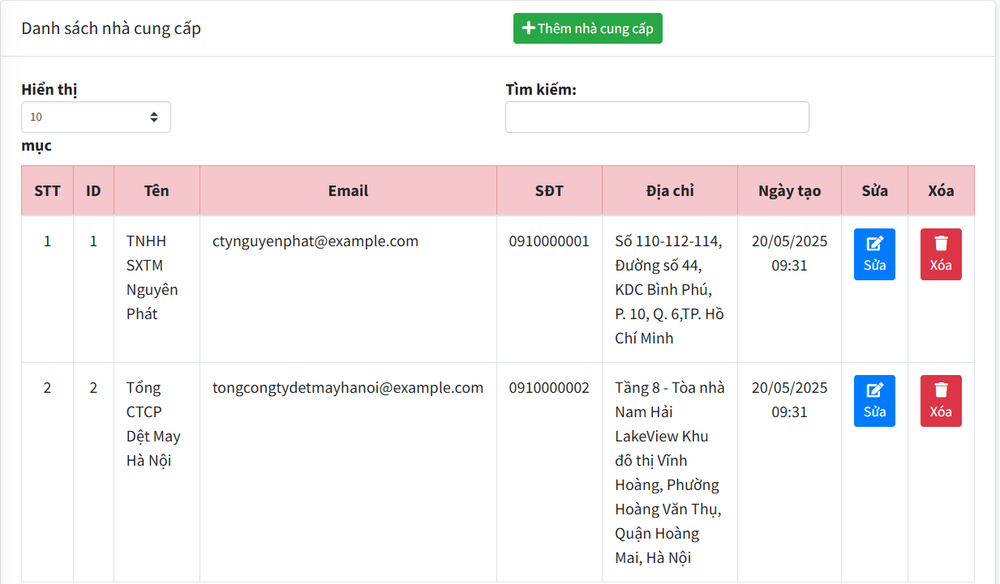 Danh sách nhà cung cấp
Thêm nhà cung cấp
Hiển thị
10
mục
Tìm kiếm:
STT ID Tên Email SĐT Địa chỉ Ngày tạo Sửa Xóa
1
1
TNHH
SXTM
Nguyên
Phát
ctynguyenphat@example.com
0910000001
Số 110-112-114,
Đường số 44,
KDC Bình Phú,
P. 10, Q. 6,TP. Hồ
Chí Minh
20/05/2025
09:31
Sửa
Xóa
2
2
Tổng
CTCP
Dệt May
Hà Nội
tongcongtydetmayhanoi@example.com
0910000002
Tầng 8 - Tòa nhà
Nam Hải
LakeView Khu
đô thị Vĩnh
Hoàng, Phường
Hoàng Văn Thụ,
Quận Hoàng
Mai, Hà Nội
20/05/2025
09:31
Sửa
Xóa